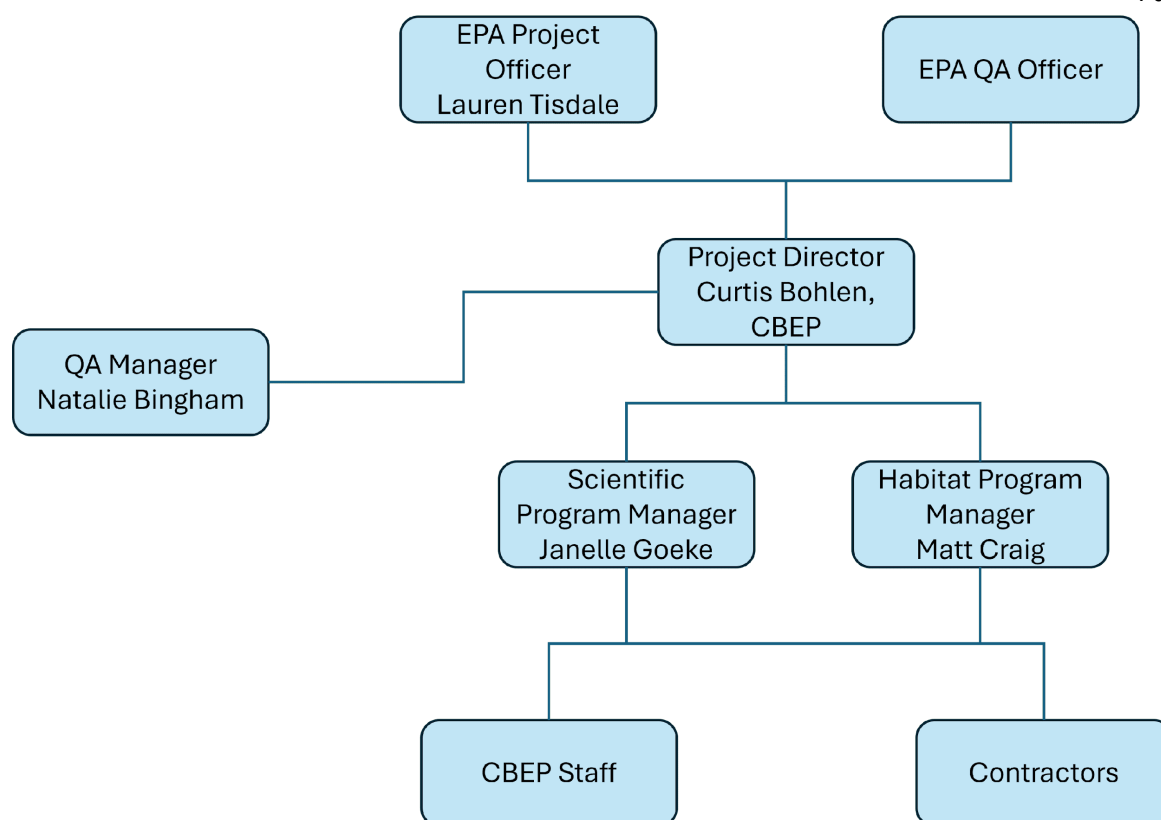 EPA Project
Officer
Lauren Tisdale
EPA QA Officer
Project Director
Curtis Bohlen,
CBEP
QA Manager
Natalie Bingham
Scientific
Program Manager
Janelle Goeke
Habitat Program
Manager
Matt Craig
CBEP Staff
Contractors